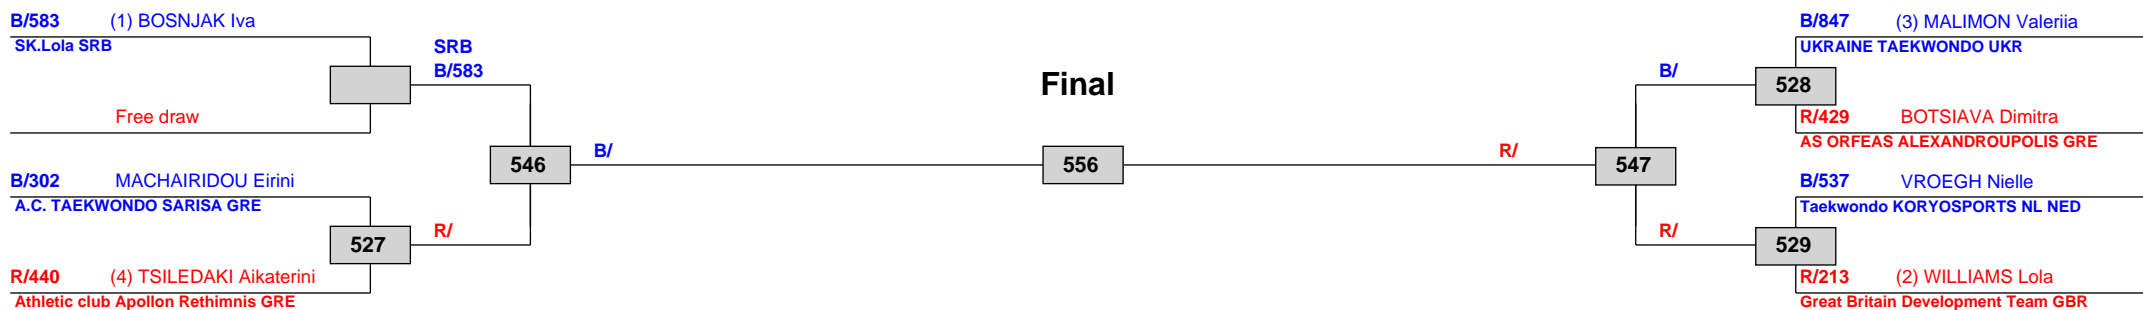 B/583 (1) BOSNJAK Iva
SK.Lola SRB
SRB
B/583
Free draw
B/302 MACHAIRIDOU Eirini
A.C. TAEKWONDO SARISA GRE
527
R/
R/440 (4) TSILEDAKI Aikaterini
Athletic club Apollon Rethimnis GRE
546
B/
Final
556
R/
547
B/
R/
B/847 (3) MALIMON Valeriia
UKRAINE TAEKWONDO UKR
528
R/429 BOTSIAVA Dimitra
AS ORFEAS ALEXANDROUPOLIS GRE
B/537 VROEGH Nielle
Taekwondo KORYOSPORTS NL NED
529
R/213 (2) WILLIAMS Lola
Great Britain Development Team GBR